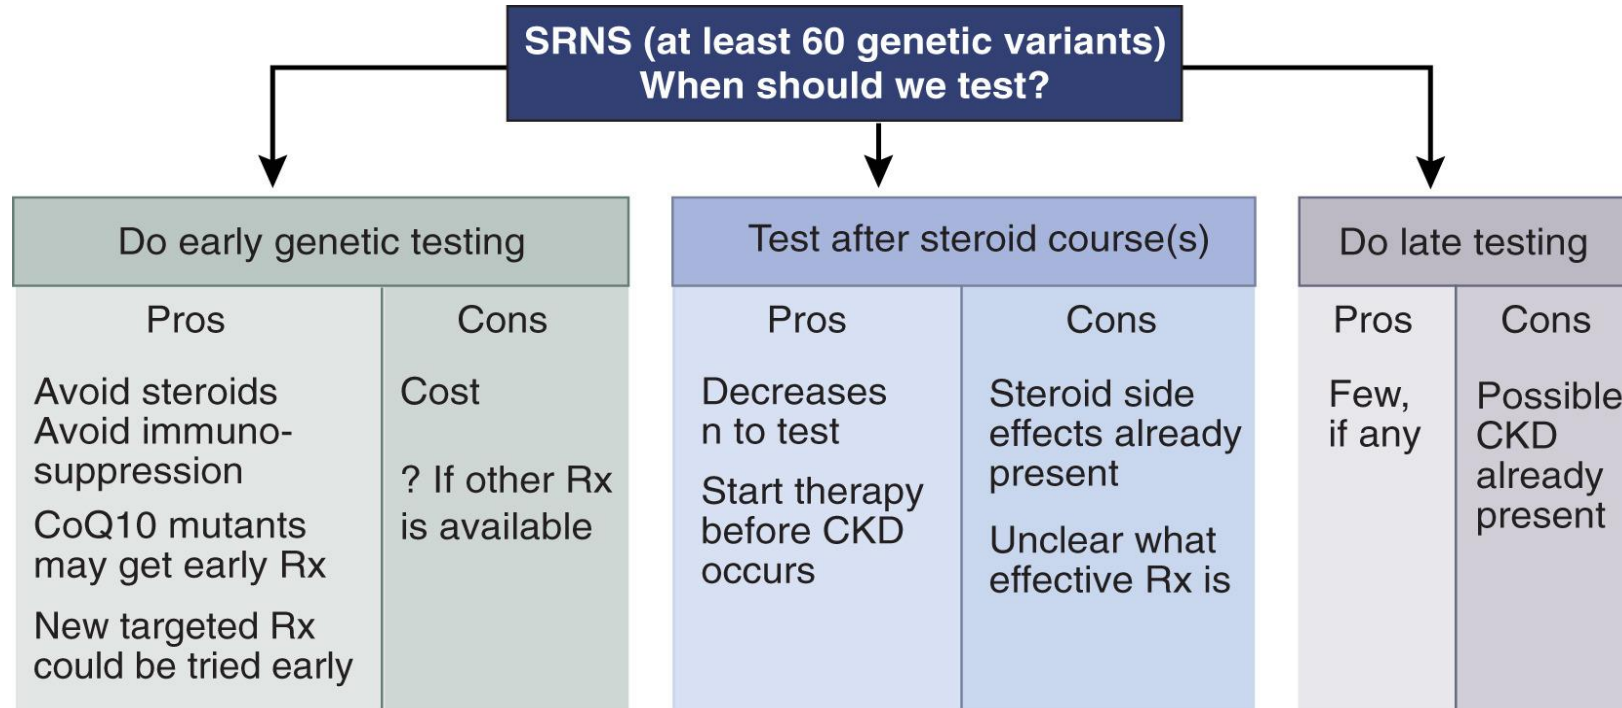 SRNS (at least 60 genetic variants)
When should we test?
Do early genetic testing
Pros
Avoid steroids
Avoid immuno-
suppression
CoQ10 mutants
may get early Rx
New targeted Rx
could be tried early
Cons
Cost
? If other Rx
is available
Test after steroid course(s)
Pros
Decreases
n to test
Start therapy
before CKD
occurs
Cons
Steroid side
effects already
present
Unclear what
effective Rx is
Do late testing
Pros
Few,
if any
Cons
Possible
CKD
already
present